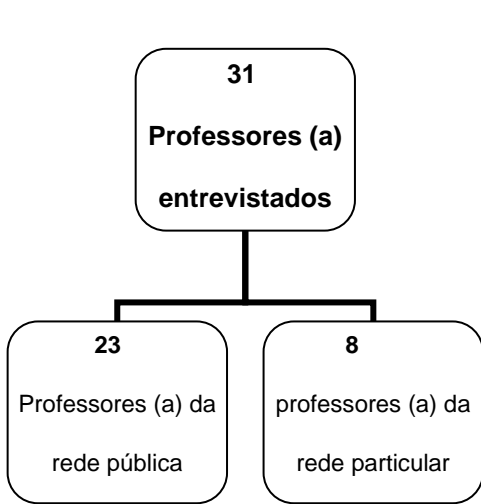 31
Professores (a)
entrevistados
23
Professores (a) da
rede pública
8
professores (a) da
rede particular